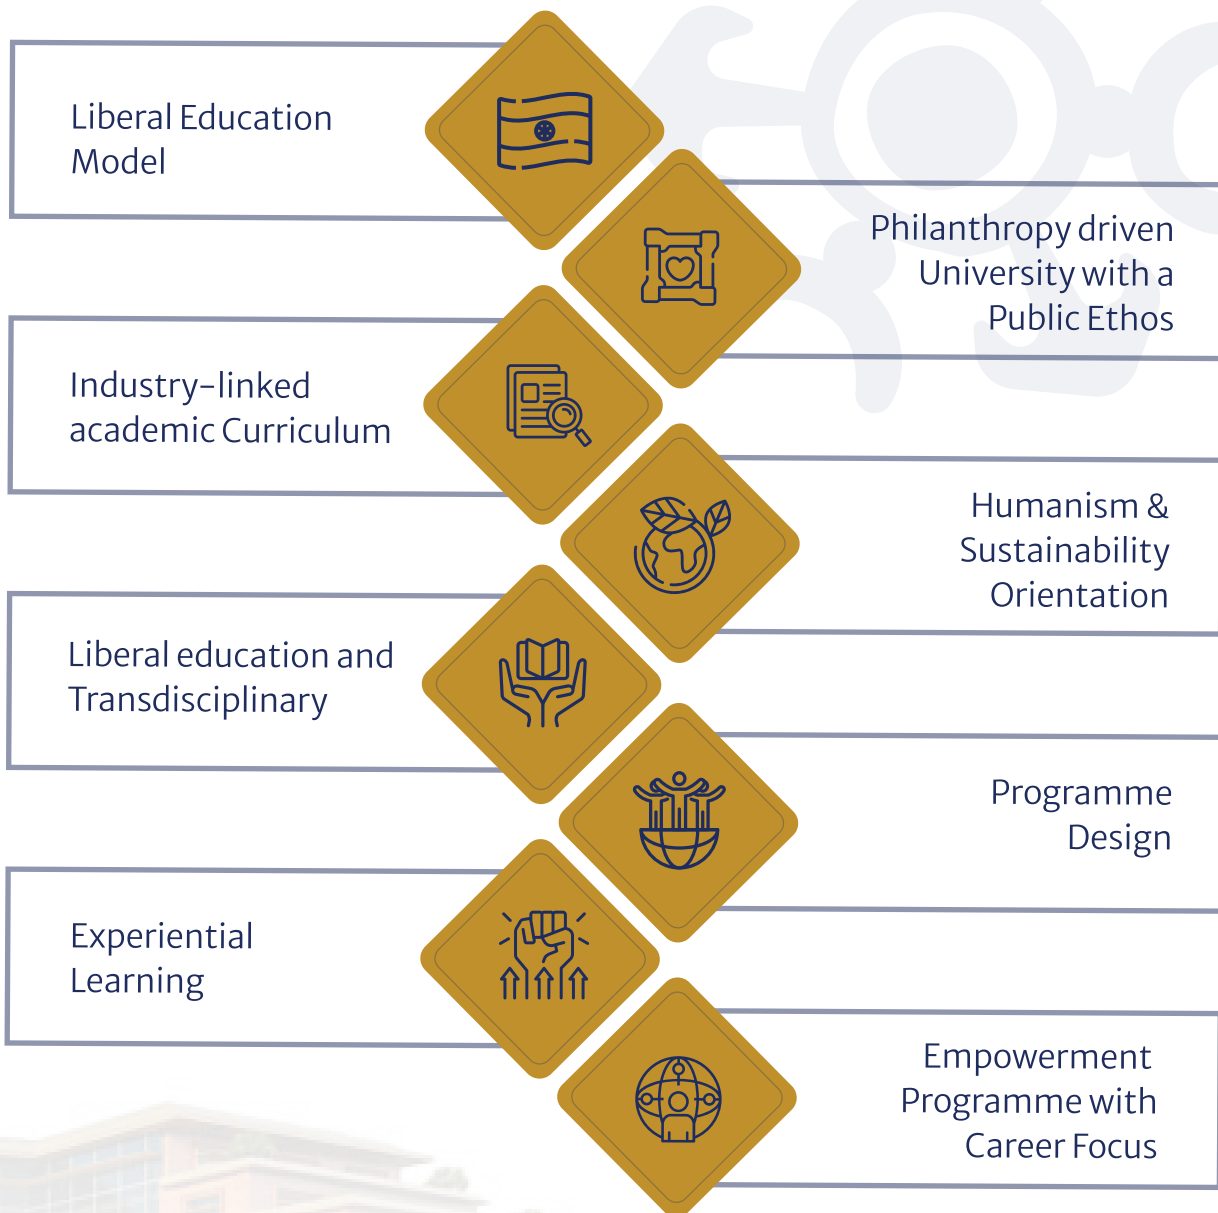 Liberal Education
Model
Philanthropy driven
University with a
Public Ethos
Industry-linked
academic Curriculum
Humanism &
Sustainability
Orientation
Liberal education and
Transdisciplinary
Programme
Design
Experiential
Learning
Empowerment
Programme with
Career Focus